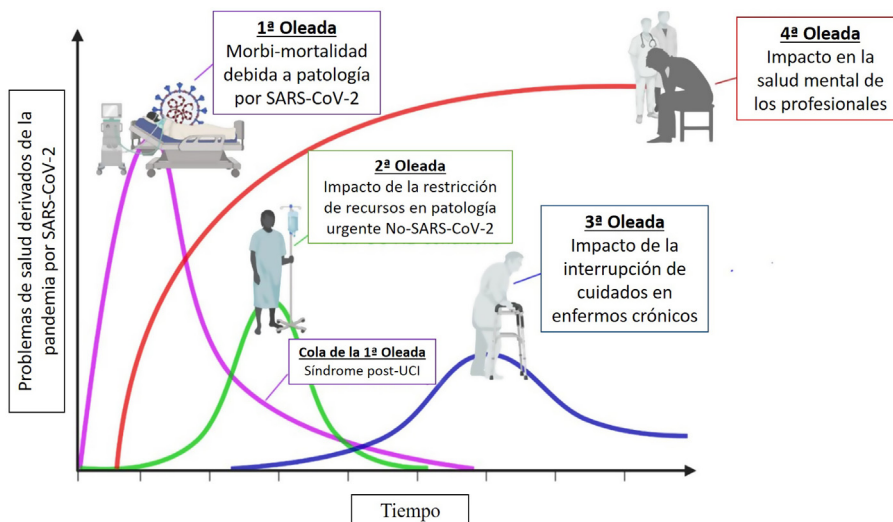 1ª Oleada
Morbi-mortalidad
debida a patología
por SARS-CoV-2
4ª Oleada
Impacto en la
salud mental de
los profesionales
2ª Oleada
Impacto de la restricción
de recursos en patología
urgente No-SARS-CoV-2
3ª Oleada
Impacto de la
interrupción de
cuidados en
enfermos crónicos
Cola de la 1ª Oleada
Síndrome post-UCI
Problemas de salud derivados de la
pandemia por SARS-CoV-2
Tiempo